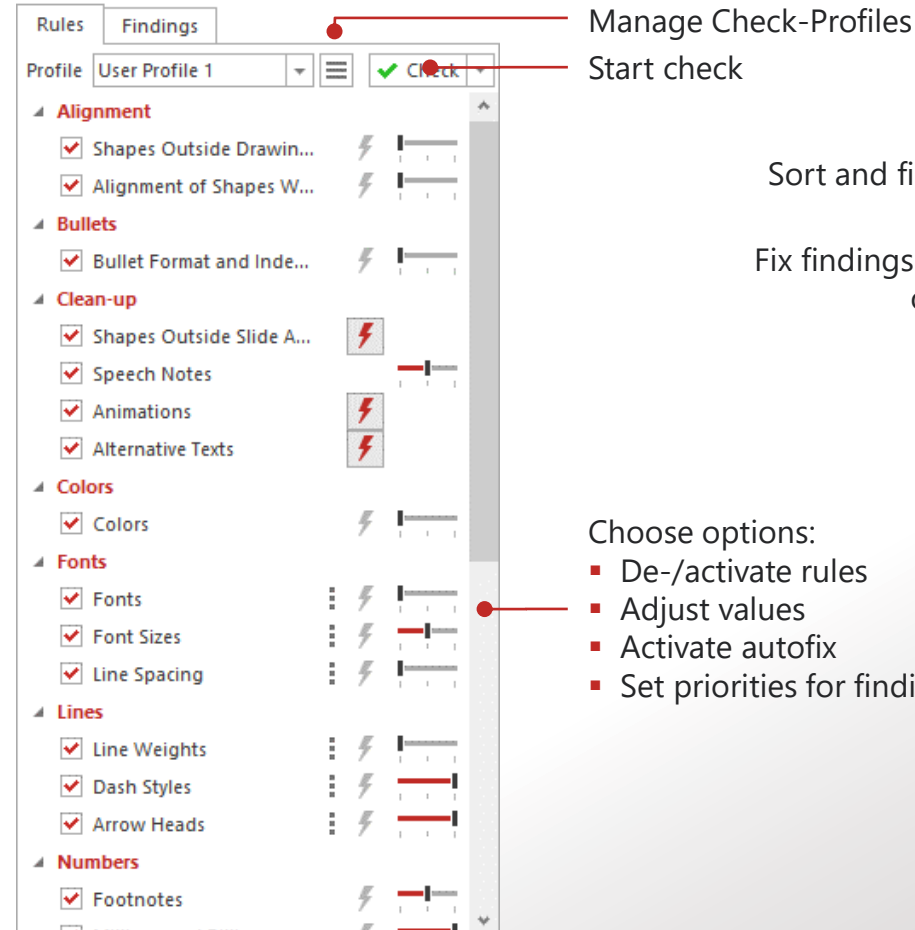 Rules Findings
Manage Check-Profiles
Profile User Profile 1 Check
Start check
Alignment
Shapes Outside Drawin...
Alignment of Shapes W...
Sort and fi
Bullets
Bullet Format and Inde...
Fix findings
Clean-up
Shapes Outside Slide A...
Speech Notes
Animations
Alternative Texts
Colors
Colors
Choose options:
▪ De-/activate rules
▪ Adjust values
▪ Activate autofix
▪ Set priorities for findi
Fonts
Fonts
Font Sizes
Line Spacing
Lines
Line Weights
Dash Styles
Arrow Heads
Numbers
Footnotes